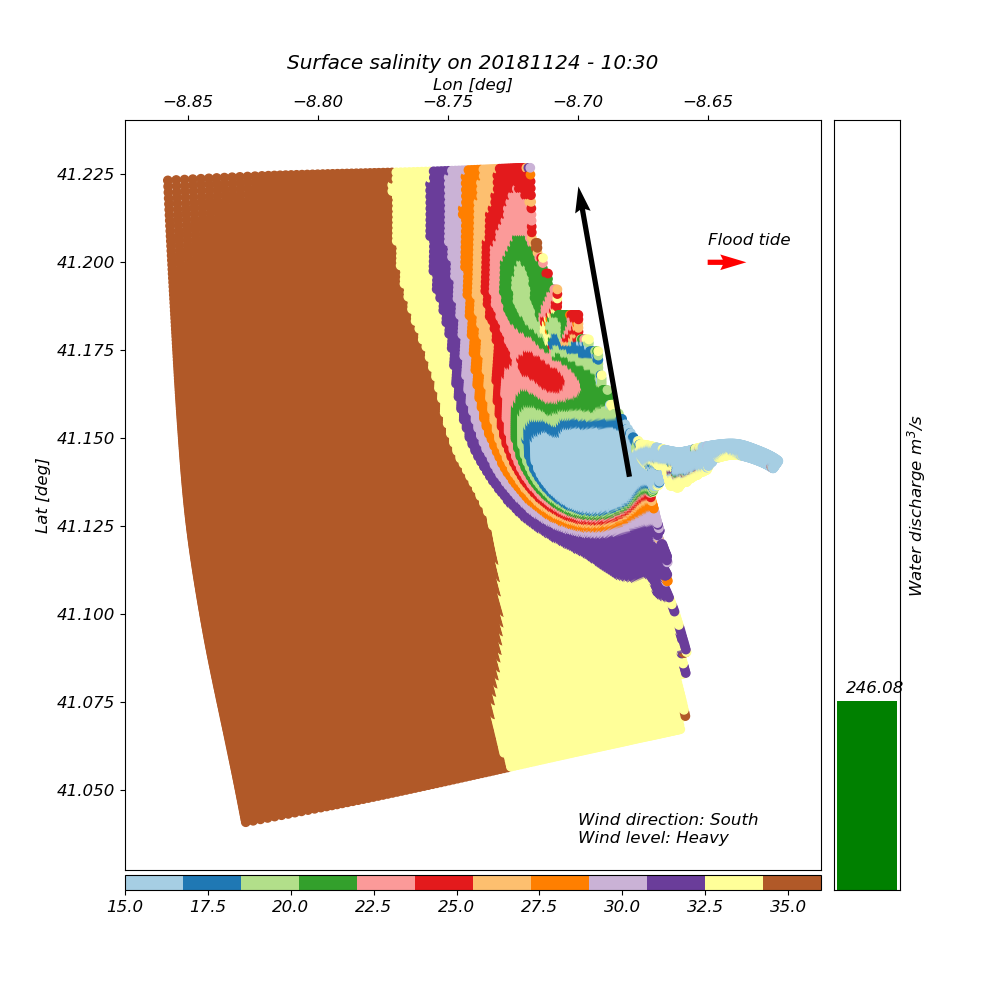 Surface salinity on 20181124 - 10:30
Lon [deg]
−8.85 −8.80 −8.75 −8.70 −8.65
41.225
41.200
41.175
41.150
41.125
41.100
41.075
41.050
Lat [deg]
Flood tide
Wind direction: South
Wind level: Heavy
15.0 17.5 20.0 22.5 25.0 27.5 30.0 32.5 35.0
246.08
Water discharge m³/s